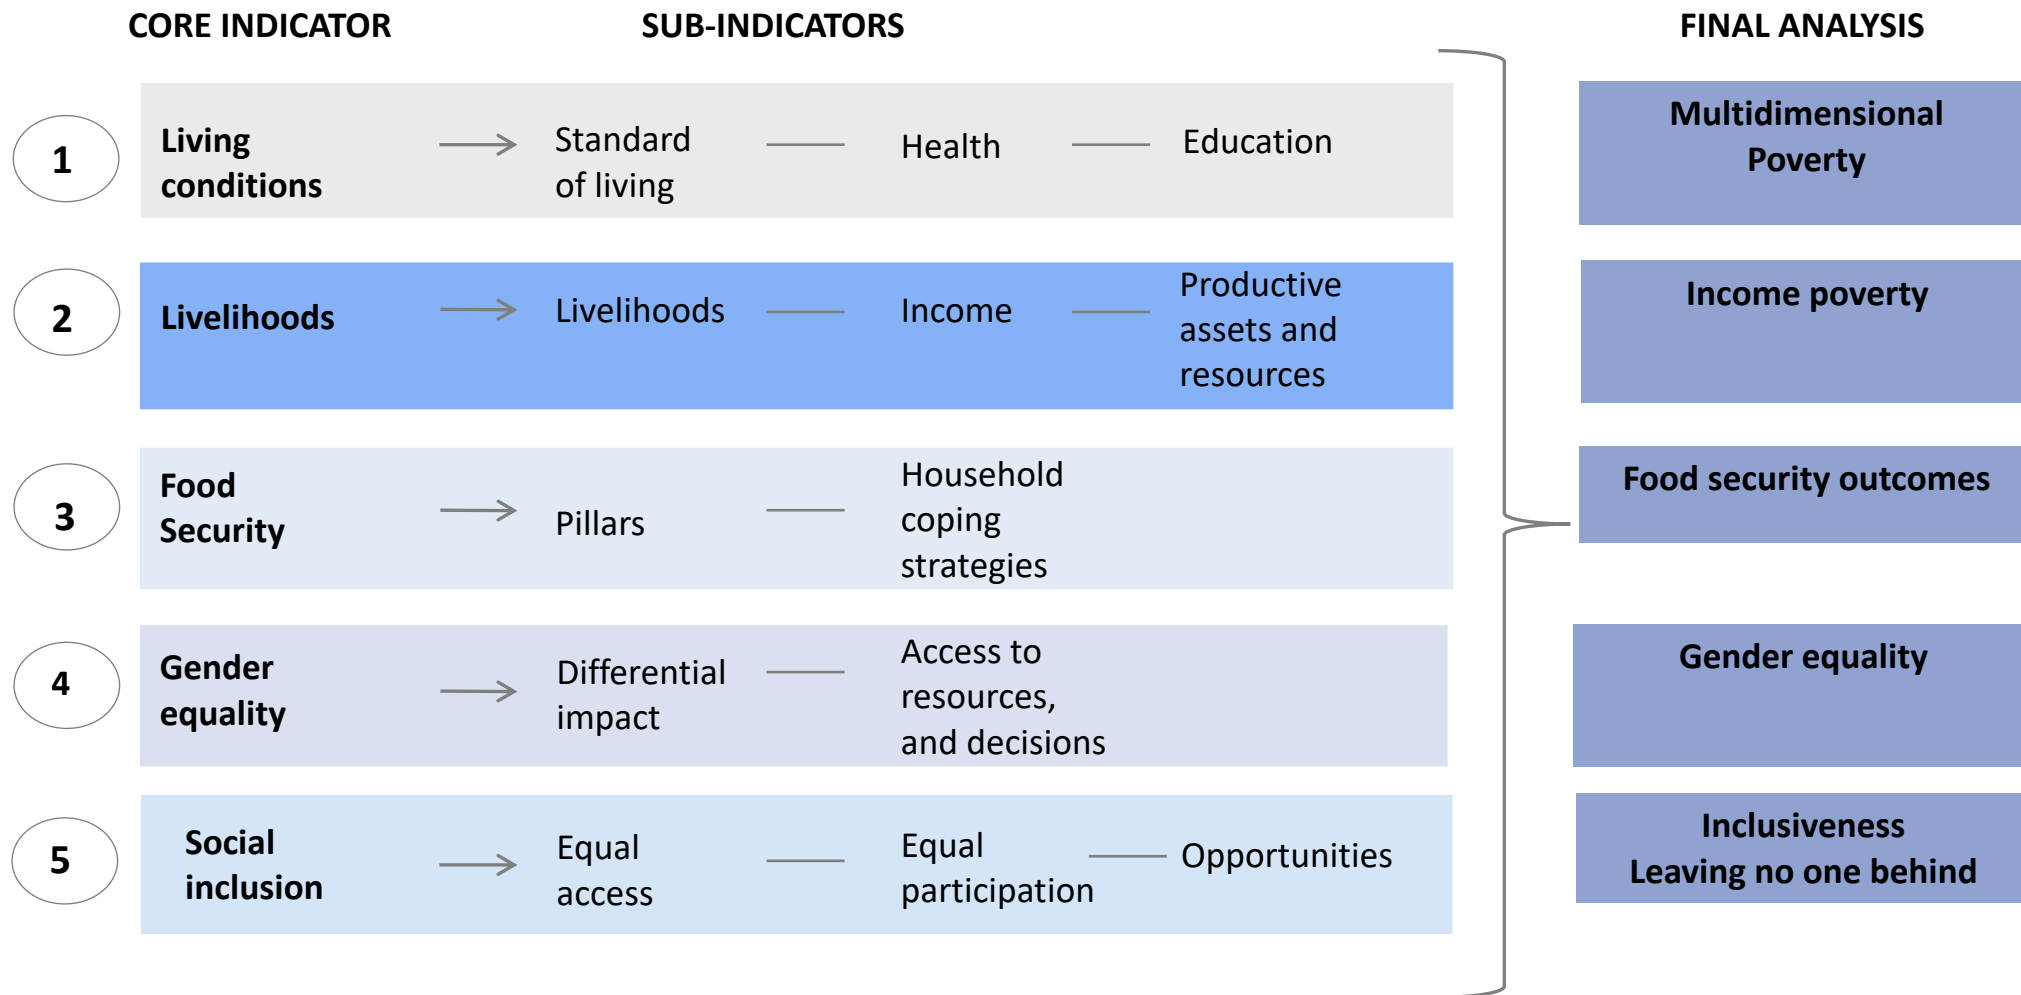 CORE INDICATOR
SUB-INDICATORS
FINAL ANALYSIS
1
Living
conditions
Standard
of living
Health
Education
Multidimensional
Poverty
2
Livelihoods
Livelihoods
Income
Productive
assets and
resources
Income poverty
3
Food
Security
Pillars
Household
coping
strategies
Food security outcomes
4
Gender
equality
Differential
impact
Access to
resources,
and decisions
Gender equality
5
Social
inclusion
Equal
access
Equal
participation
Opportunities
Inclusiveness
Leaving no one behind